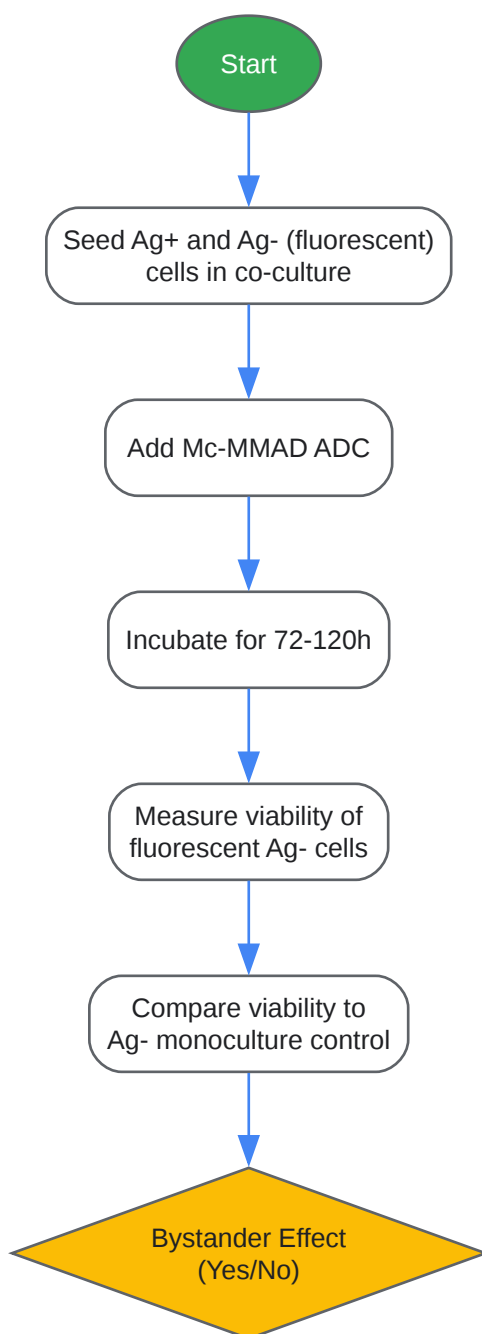 Start
Seed Ag+ and Ag- (fluorescent)
cells in co-culture
Add Mc-MMAD ADC
Incubate for 72-120h
Measure viability of
fluorescent Ag- cells
Compare viability to
Ag- monoculture control
Bystander Effect
(Yes/No)